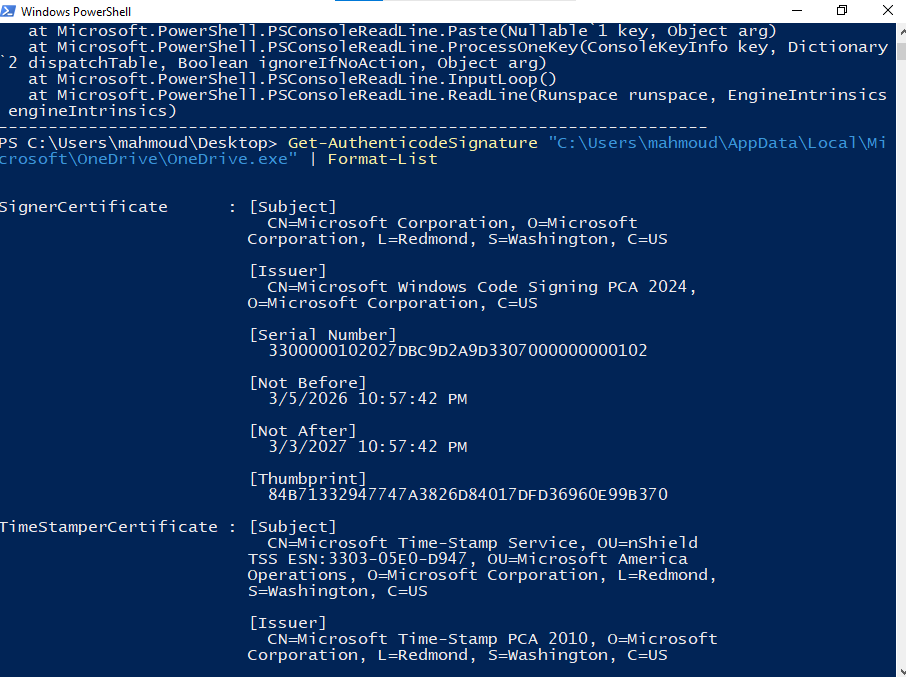 Windows PowerShell
at Microsoft.PowerShell.PSConsoleReadLine.Paste(Nullable`1 key, Object arg)
at Microsoft.PowerShell.PSConsoleReadLine.ProcessOneKey(ConsoleKeyInfo key, Dictionary
`2 dispatchTable, Boolean ignoreIfNoAction, Object arg)
at Microsoft.PowerShell.PSConsoleReadLine.InputLoop()
at Microsoft.PowerShell.PSConsoleReadLine.ReadLine(Runspace runspace, EngineIntrinsics
engineIntrinsics)
-----------------------------------------------------------------------
PS C:\Users\mahmoud\Desktop> Get-AuthenticodeSignature "C:\Users\mahmoud\AppData\Local\Mi
crosoft\OneDrive\OneDrive.exe" | Format-List
SignerCertificate : [Subject]
CN=Microsoft Corporation, O=Microsoft
Corporation, L=Redmond, S=Washington, C=US
[Issuer]
CN=Microsoft Windows Code Signing PCA 2024,
O=Microsoft Corporation, C=US
[Serial Number]
3300000102027DBC9D2A9D3307000000000102
[Not Before]
3/5/2026 10:57:42 PM
[Not After]
3/3/2027 10:57:42 PM
[Thumbprint]
84B71332947747A3826D84017DFD36960E99B370
TimeStamperCertificate : [Subject]
CN=Microsoft Time-Stamp Service, OU=nShield
TSS ESN:3303-05E0-D947, OU=Microsoft America
Operations, O=Microsoft Corporation, L=Redmond,
S=Washington, C=US
[Issuer]
CN=Microsoft Time-Stamp PCA 2010, O=Microsoft
Corporation, L=Redmond, S=Washington, C=US